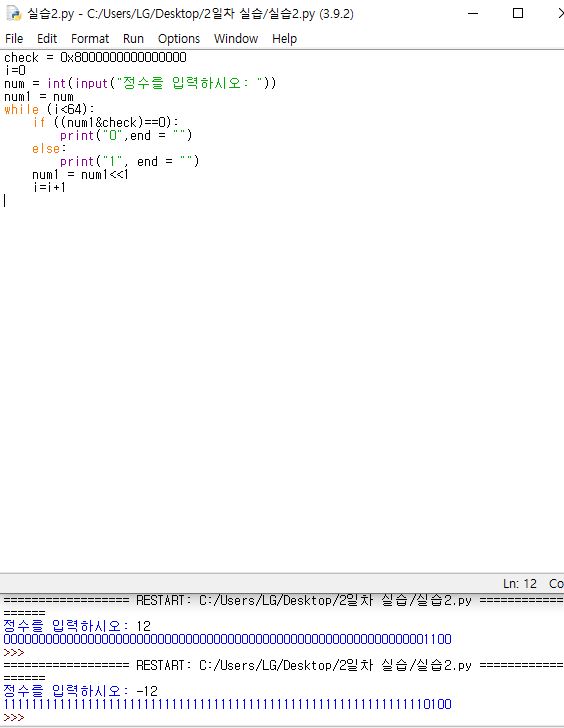 실습2.py - C:/Users/LG/Desktop/2일차 실습/실습2.py (3.9.2)
File Edit Format Run Options Window Help
check = 0x8000000000000000
i=0
num = int(input("정수를 입력하시오: "))
num1 = num
while (i<64):
    if ((num1&check)==0):
        print("0",end = "")
    else:
        print("1", end = "")
    num1 = num1<<1
    i=i+1
Ln: 12 Co
================== RESTART: C:/Users/LG/Desktop/2일차 실습/실습2.py ============
======
정수를 입력하시오: 12
0000000000000000000000000000000000000000000000000000000000001100
>>>
================== RESTART: C:/Users/LG/Desktop/2일차 실습/실습2.py ============
======
정수를 입력하시오: -12
1111111111111111111111111111111111111111111111111111111111110100
>>>